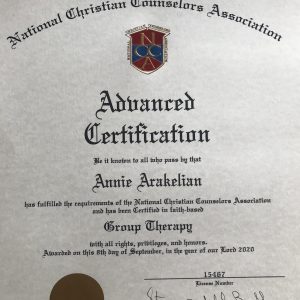 National Christian Counselors Association
NCCA
Advanced
Certification
Be it known to all who pass by that
Annie Arakelian
has fulfilled the requirements of the National Christian Counselors Association
and has been Certified in faith-based
Group Therapy
with all rights, privileges, and honors.
Awarded on this 8th day of September, in the year of our Lord 2020
15467
License Number